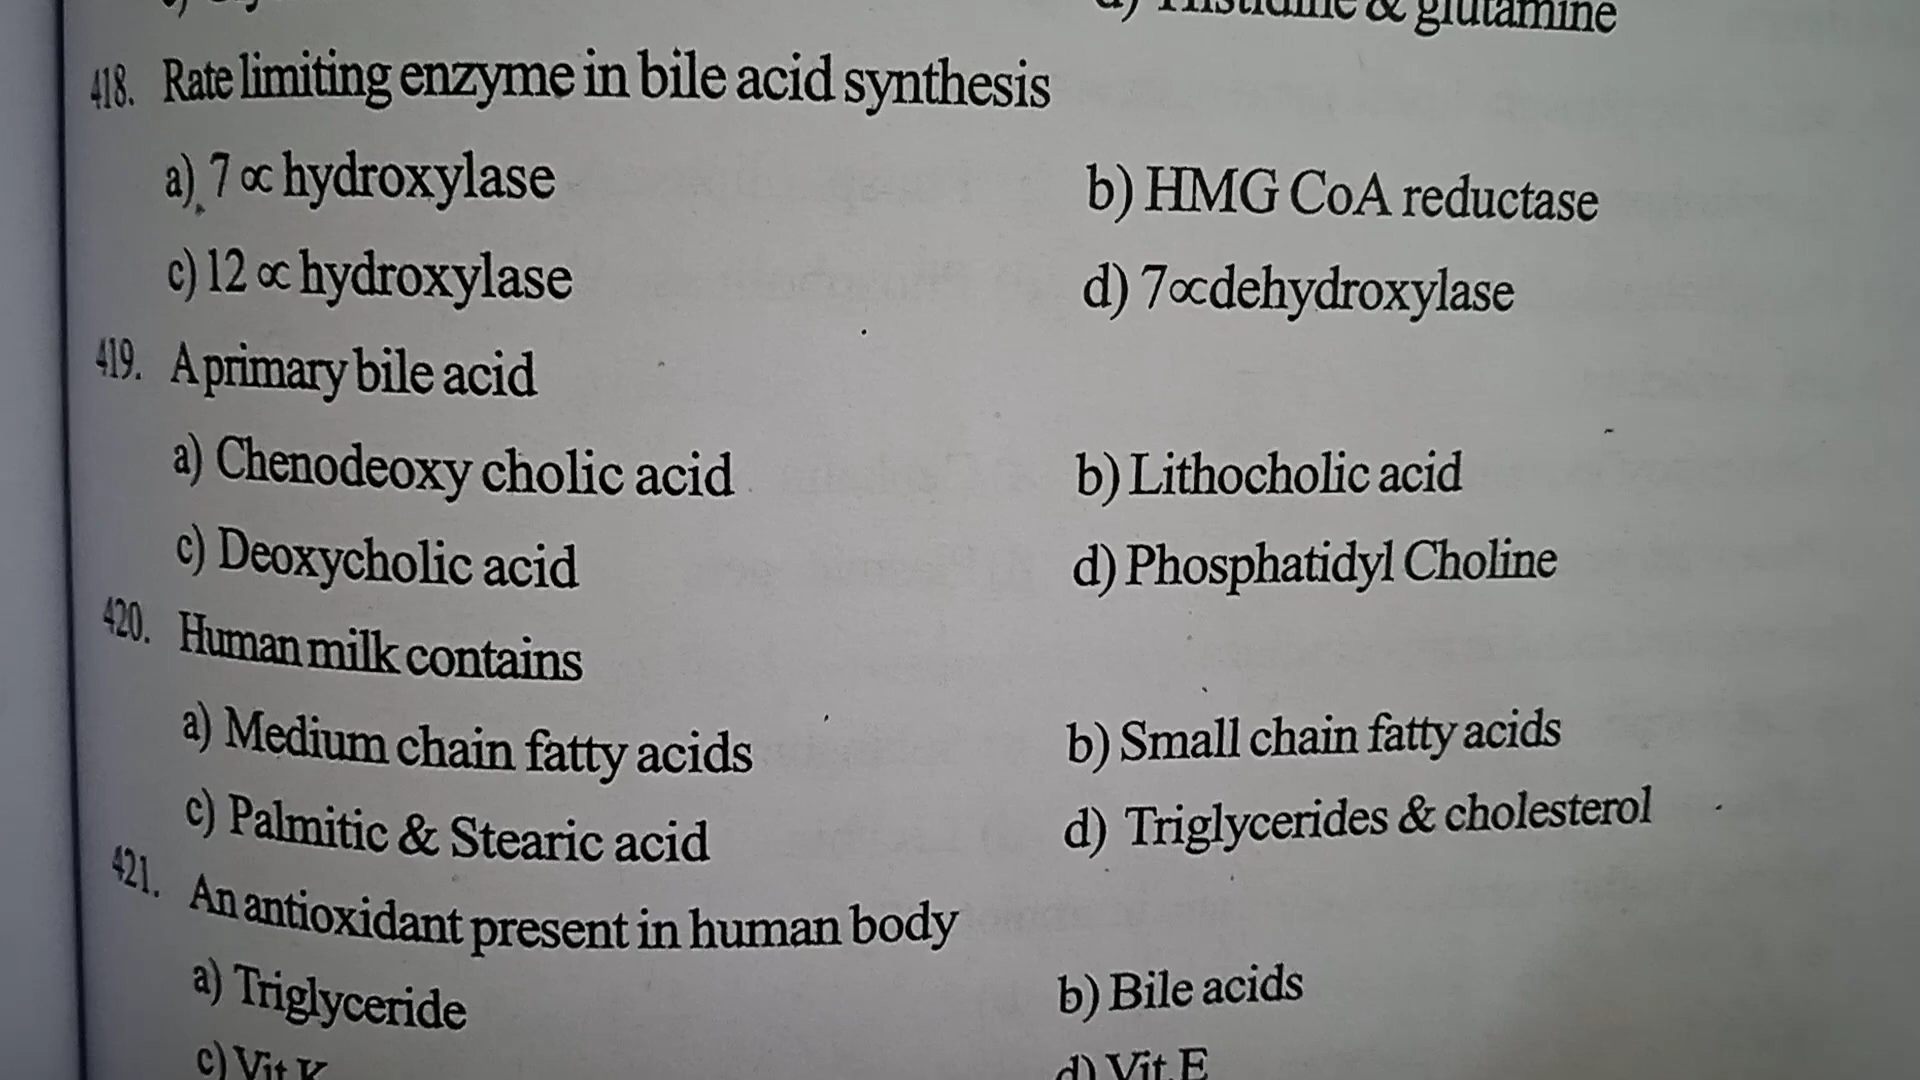 & glutamine
418. Rate limiting enzyme in bile acid synthesis
a) 7 ∝ hydroxylase b) HMG CoA reductase
c) 12 ∝ hydroxylase d) 7∝dehydroxylase
419. A primary bile acid
a) Chenodeoxy cholic acid b) Lithocholic acid
c) Deoxycholic acid d) Phosphatidyl Choline
420. Human milk contains
a) Medium chain fatty acids b) Small chain fatty acids
c) Palmitic & Stearic acid d) Triglycerides & cholesterol
421. An antioxidant present in human body
a) Triglyceride b) Bile acids
c) Vit K d) Vit E